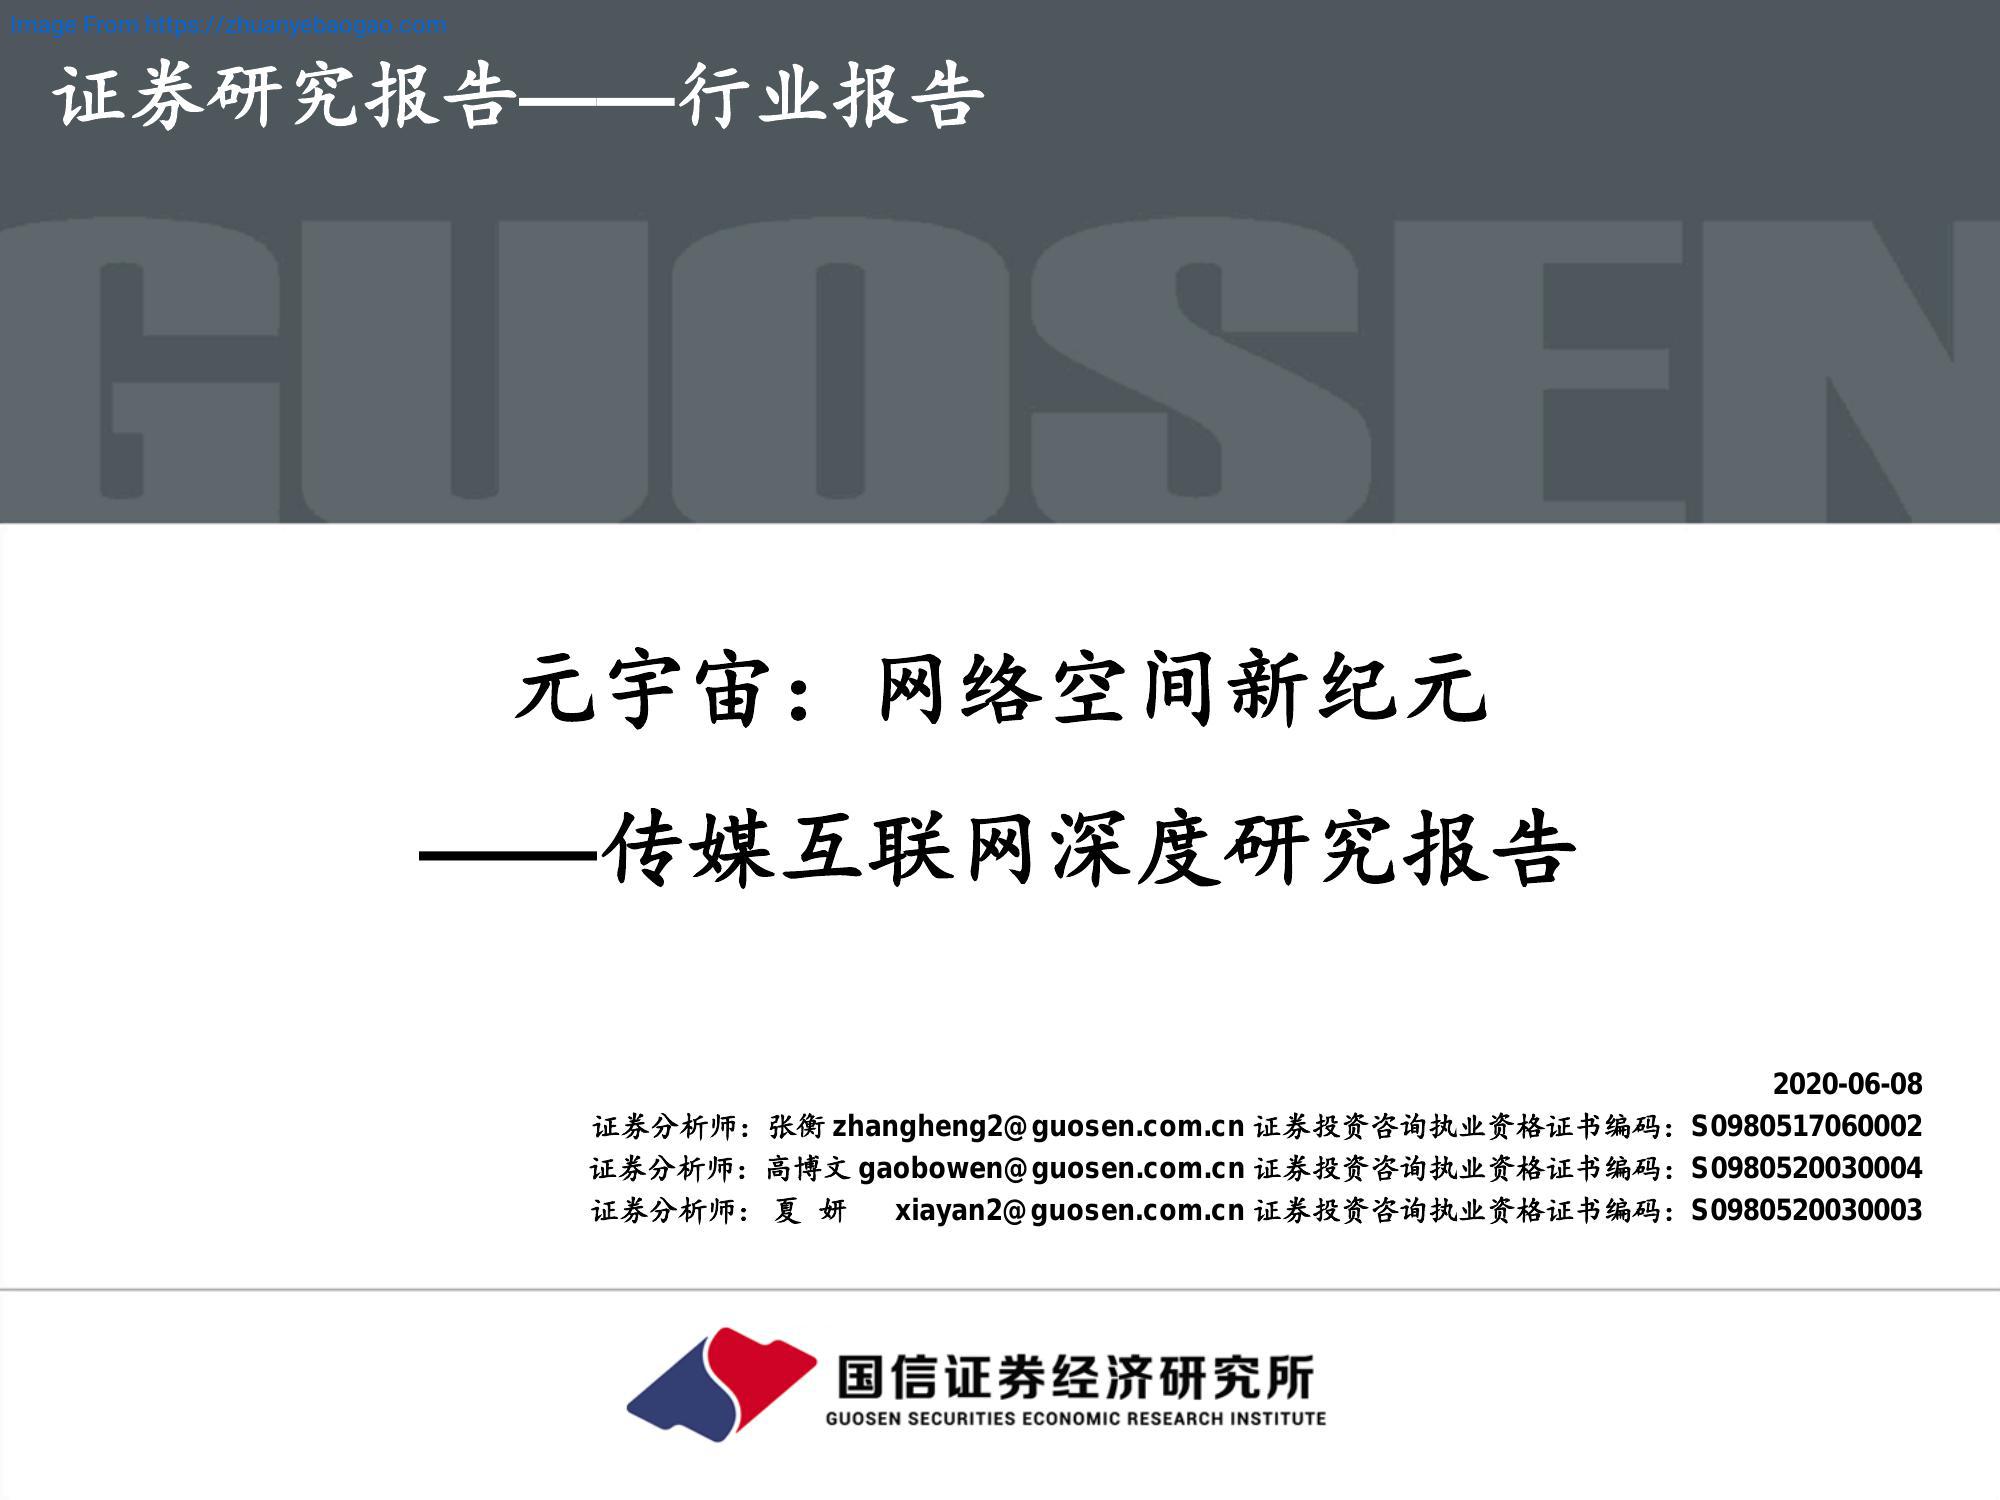 Image From https://zhuanyebaogao.com
证券研究报告——行业报告
GUOSEN
元宇宙：网络空间新纪元
——传媒互联网深度研究报告
2020-06-08
证券分析师：张衡 zhangheng2@guosen.com.cn 证券投资咨询执业资格证书编码：S0980517060002
证券分析师：高博文 gaobowen@guosen.com.cn 证券投资咨询执业资格证书编码：S0980520030004
证券分析师： 夏 妍 xiayan2@guosen.com.cn 证券投资咨询执业资格证书编码：S0980520030003
国信证券经济研究所
GUOSEN SECURITIES ECONOMIC RESEARCH INSTITUTE